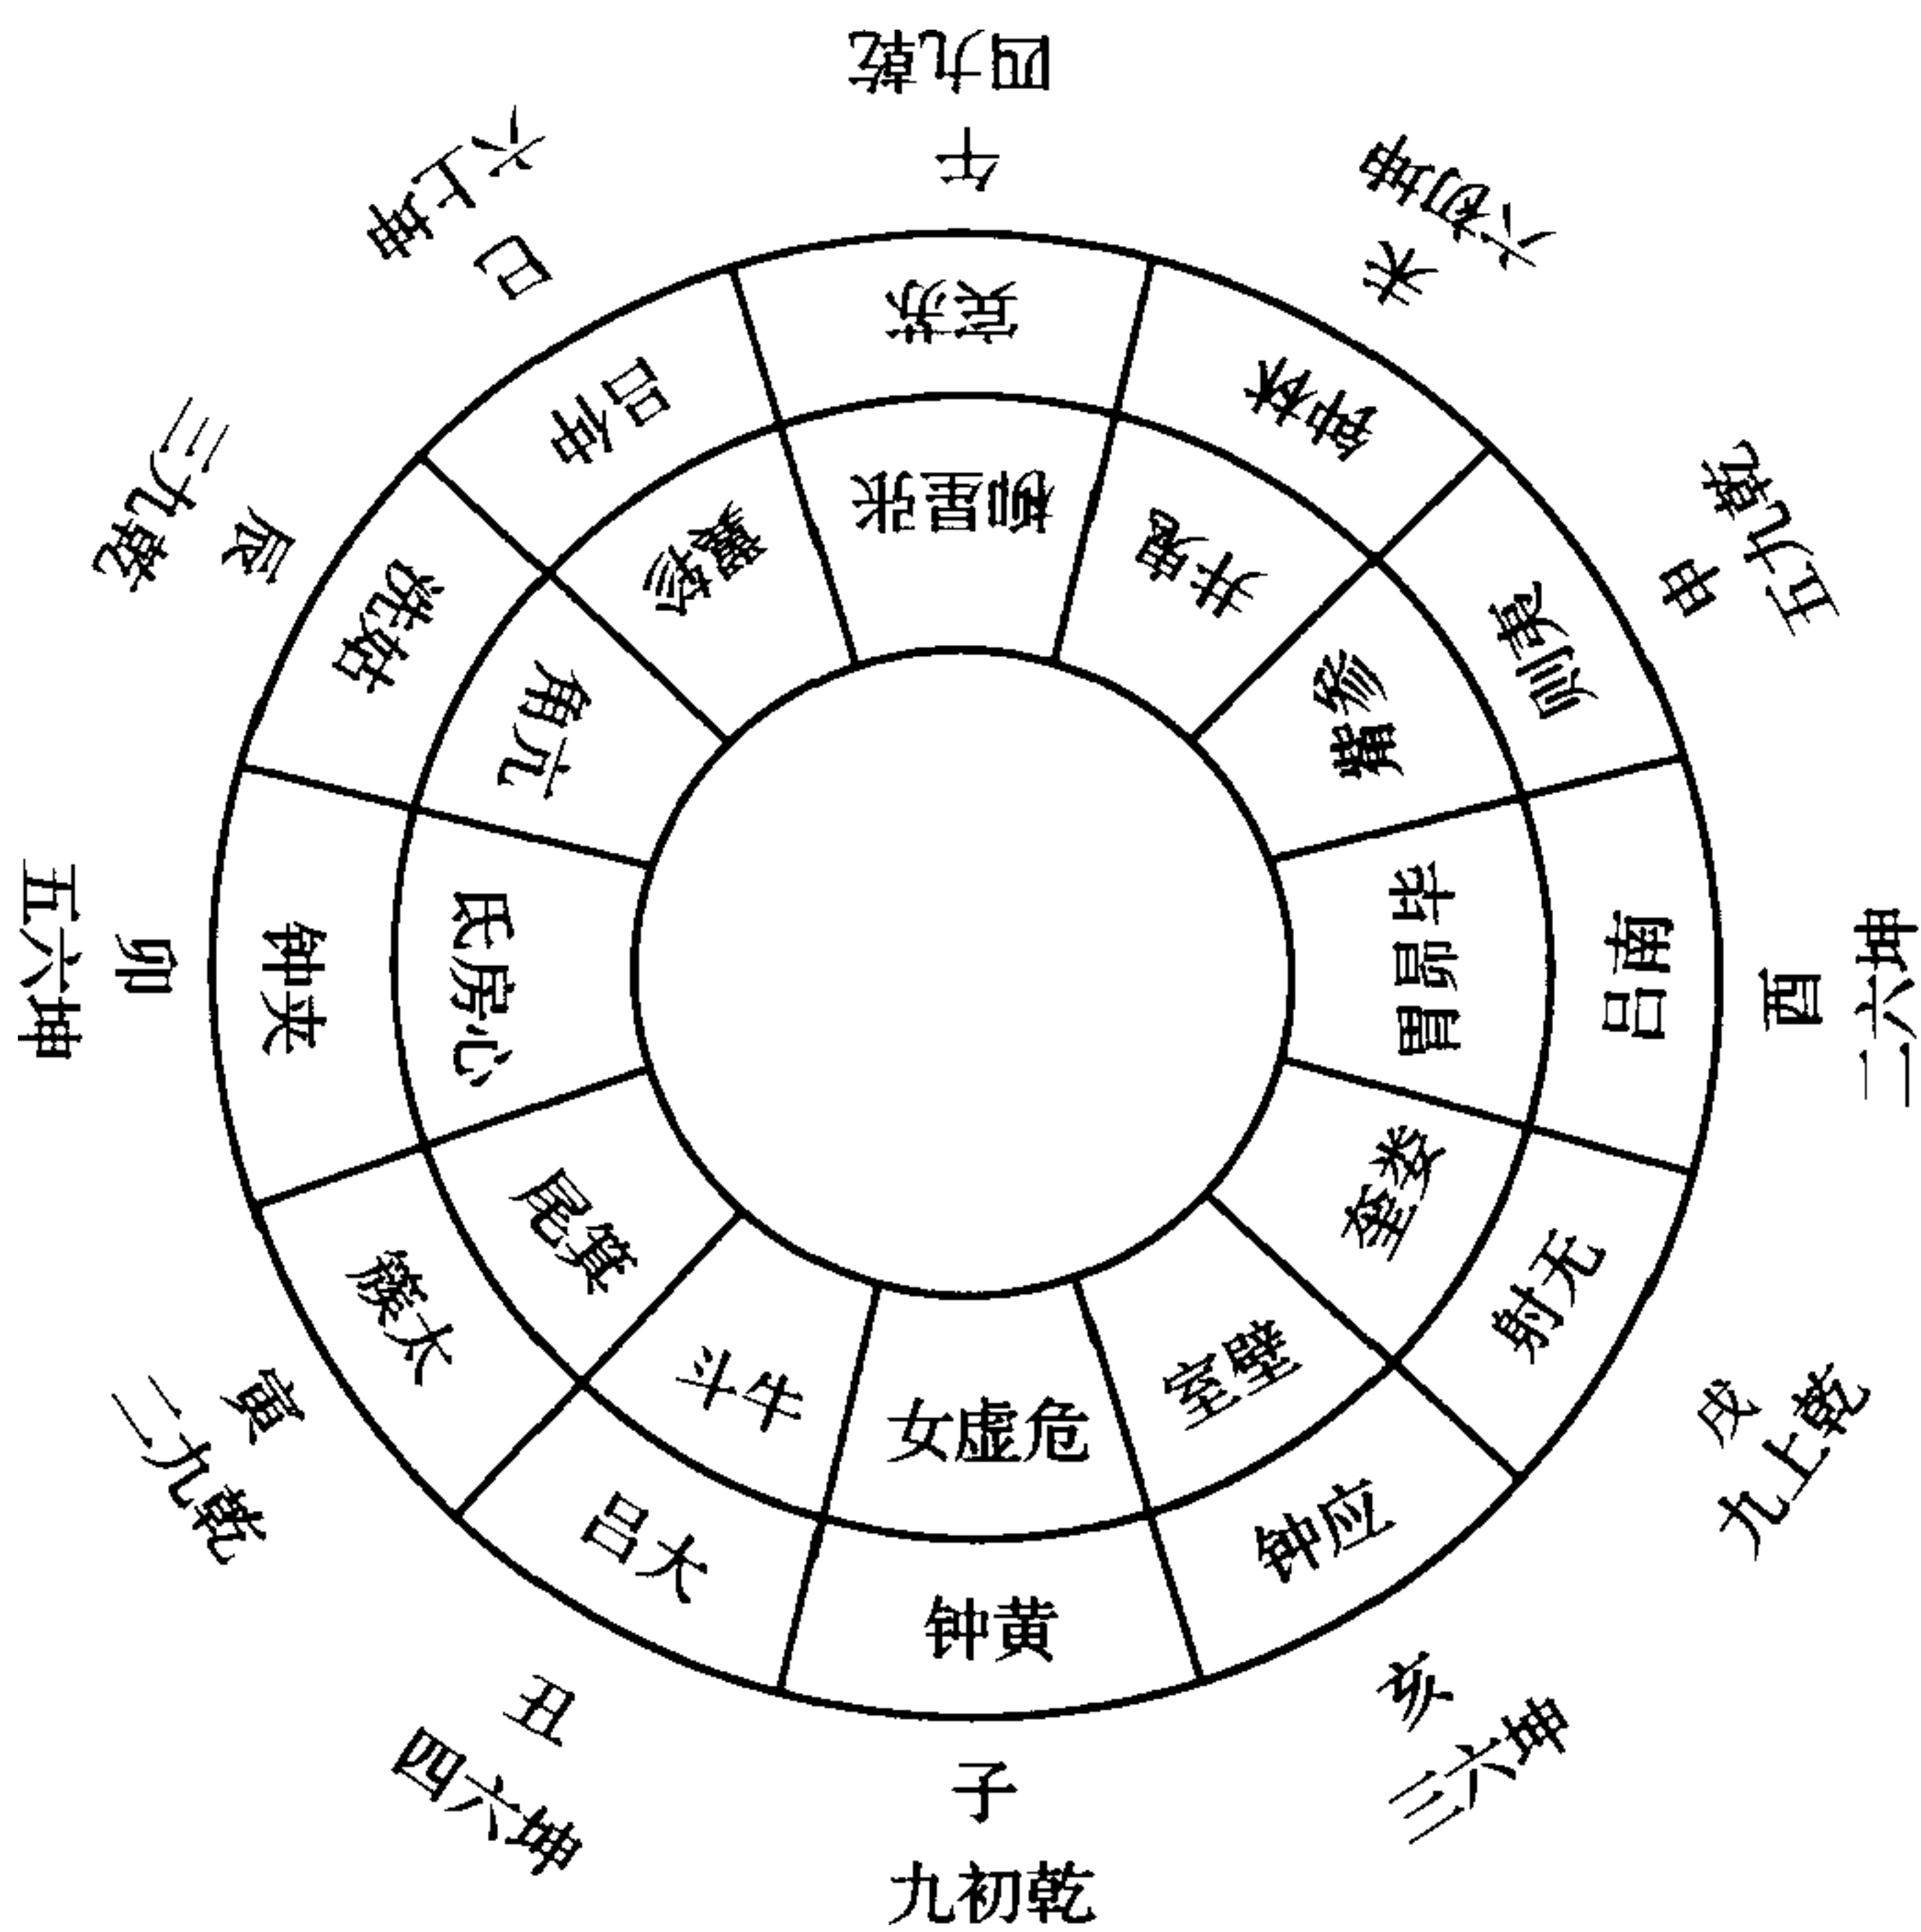 四九乾
午
宾蕤
柳星张
六初坤
未
钟林
井鬼
五九乾
申
则夷
觜参
二六坤
酉
吕南
胃昴毕
九上乾
戌
射无
奎娄
三六坤
亥
钟应
室壁
九初乾
子
钟黄
女虚危
四六坤
丑
吕大
斗牛
二九乾
寅
簇太
尾箕
五六坤
卯
钟夹
氐房心
三九乾
辰
洗姑
角亢
六上坤
巳
吕仲
翼轸